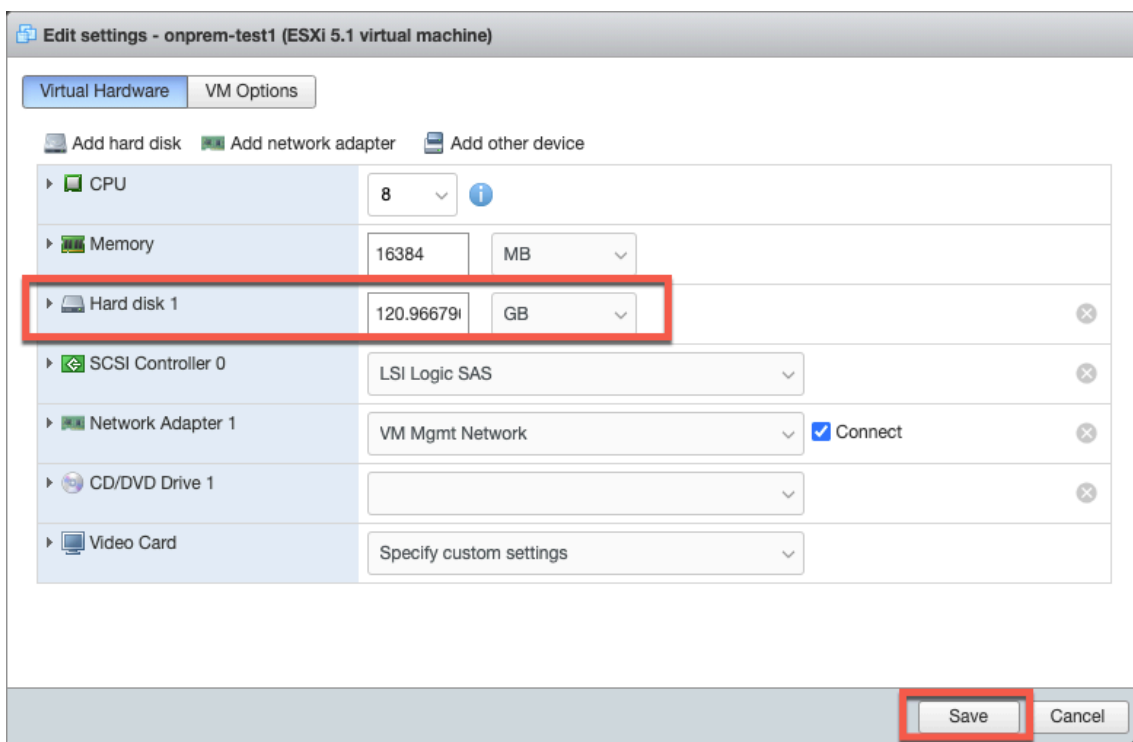 Edit settings - onprem-test1 (ESXi 5.1 virtual machine)
Virtual Hardware VM Options
Add hard disk Add network adapter Add other device
CPU 8
Memory 16384 MB
Hard disk 1 120.96679 GB
SCSI Controller 0 LSI Logic SAS
Network Adapter 1 VM Mgmt Network Connect
CD/DVD Drive 1
Video Card Specify custom settings
Save Cancel